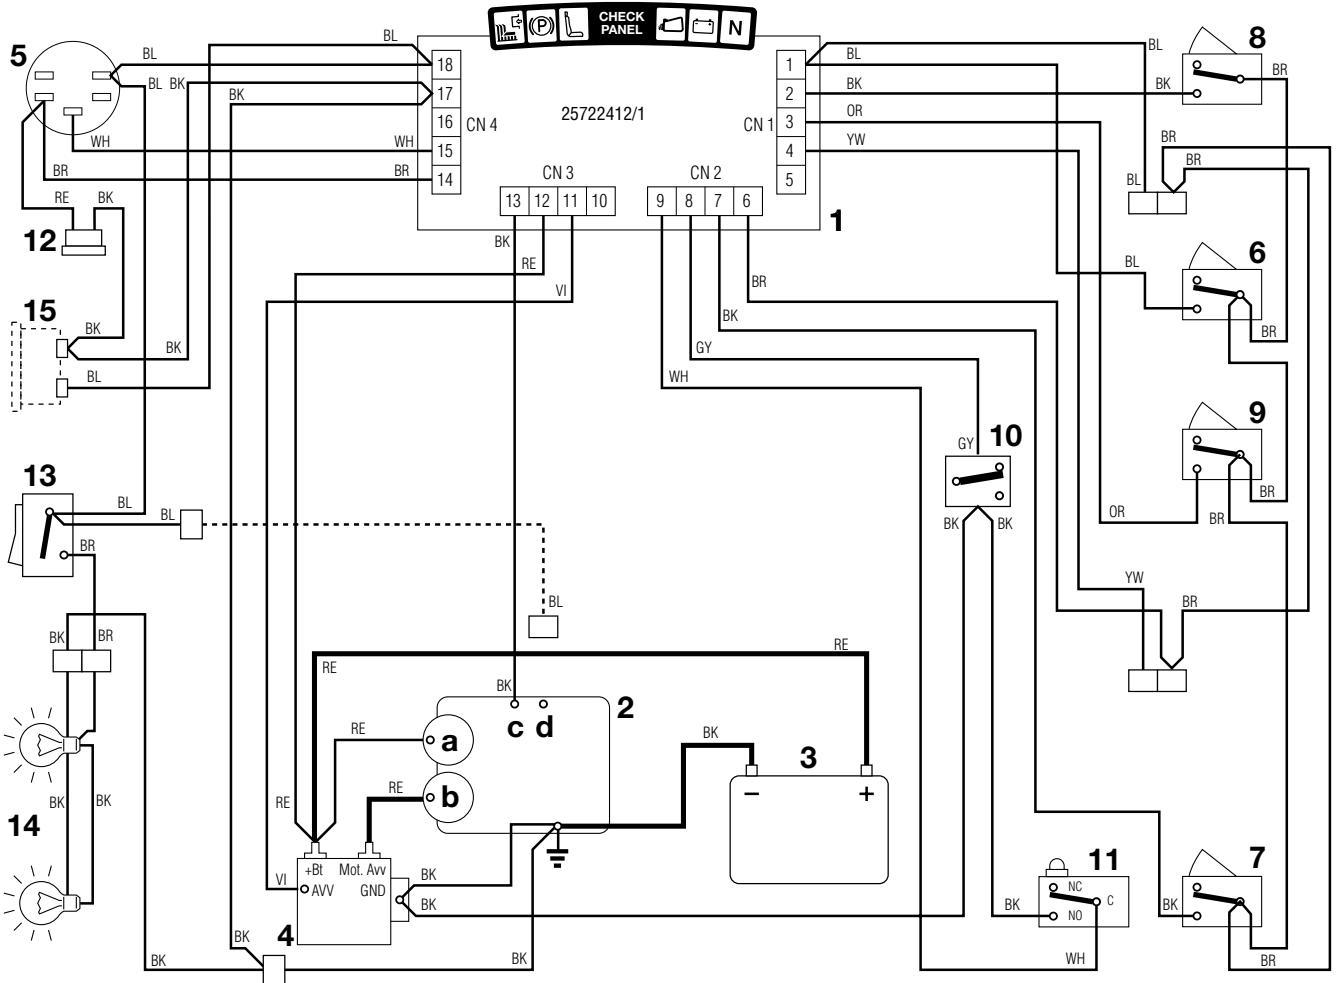 CHECK
PANEL
P
N
5
BL
18
17
16
15
14
CN 4
25722412/1
CN 1
1
2
3
4
5
BL
BL
BK
OR
YW
BL
BK
8
BR
BL
BL
BK
BK
WH
WH
BR
BR
CN 3
13
12
11
10
CN 2
9
8
7
6
1
BR
BR
BL
RE
BK
12
BK
RE
VI
BR
BK
GY
WH
BL
6
BR
15
BK
BK
BL
9
BR
BR
OR
10
GY
BK
BK
13
BL
BL
BR
BL
YW
BR
BK
BR
RE
RE
BK
2
c
d
a
b
RE
RE
BK
3
−
+
14
BK
BK
RE
+Bt
Mot. Avv
AVV
GND
VI
BK
BK
4
BK
BK
BK
11
NC
C
NO
BK
WH
7
BK
BR